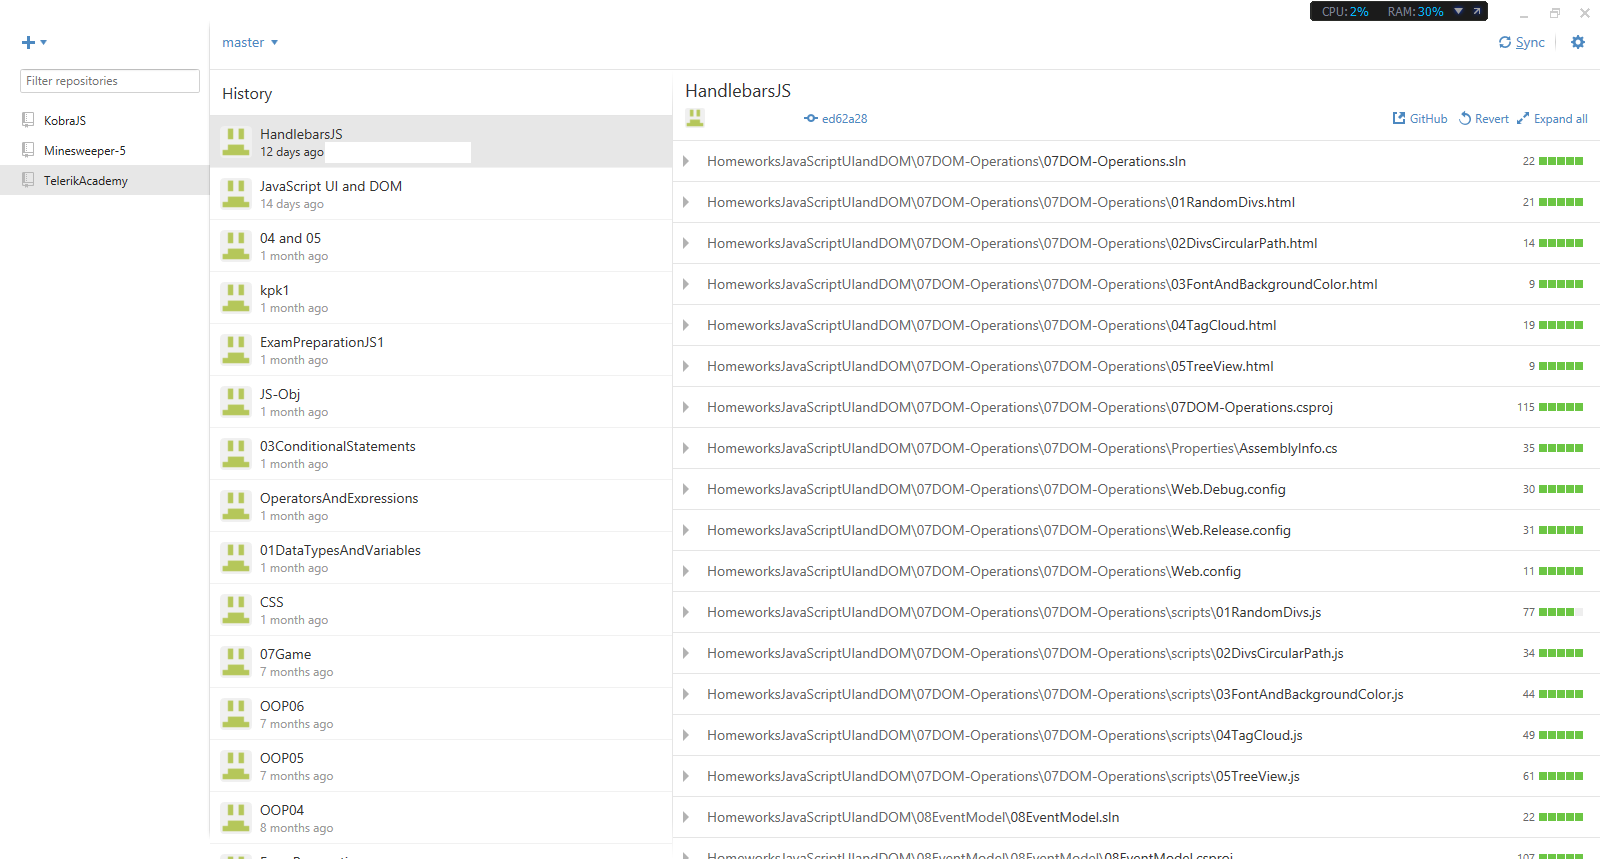 CPU: 2% RAM: 30%
master
Sync
Filter repositories
KobraJS
Minesweeper-5
TelerikAcademy
History
HandlebarsJS
12 days ago
JavaScript UI and DOM
14 days ago
04 and 05
1 month ago
kpk1
1 month ago
ExamPreparationJS1
1 month ago
JS-Obj
1 month ago
03ConditionalStatements
1 month ago
OperatorsAndExpressions
1 month ago
01DataTypesAndVariables
1 month ago
CSS
1 month ago
07Game
7 months ago
OOP06
7 months ago
OOP05
7 months ago
OOP04
8 months ago
HandlebarsJS
ed62a28 GitHub Revert Expand all
HomeworksJavaScriptUIandDOM\07DOM-Operations\07DOM-Operations.sln 22
HomeworksJavaScriptUIandDOM\07DOM-Operations\07DOM-Operations\01RandomDivs.html 21
HomeworksJavaScriptUIandDOM\07DOM-Operations\07DOM-Operations\02DivsCircularPath.html 14
HomeworksJavaScriptUIandDOM\07DOM-Operations\07DOM-Operations\03FontAndBackgroundColor.html 9
HomeworksJavaScriptUIandDOM\07DOM-Operations\07DOM-Operations\04TagCloud.html 19
HomeworksJavaScriptUIandDOM\07DOM-Operations\07DOM-Operations\05TreeView.html 9
HomeworksJavaScriptUIandDOM\07DOM-Operations\07DOM-Operations\07DOM-Operations.csproj 115
HomeworksJavaScriptUIandDOM\07DOM-Operations\07DOM-Operations\Properties\AssemblyInfo.cs 35
HomeworksJavaScriptUIandDOM\07DOM-Operations\07DOM-Operations\Web.Debug.config 30
HomeworksJavaScriptUIandDOM\07DOM-Operations\07DOM-Operations\Web.Release.config 31
HomeworksJavaScriptUIandDOM\07DOM-Operations\07DOM-Operations\Web.config 11
HomeworksJavaScriptUIandDOM\07DOM-Operations\07DOM-Operations\scripts\01RandomDivs.js 77
HomeworksJavaScriptUIandDOM\07DOM-Operations\07DOM-Operations\scripts\02DivsCircularPath.js 34
HomeworksJavaScriptUIandDOM\07DOM-Operations\07DOM-Operations\scripts\03FontAndBackgroundColor.js 44
HomeworksJavaScriptUIandDOM\07DOM-Operations\07DOM-Operations\scripts\04TagCloud.js 49
HomeworksJavaScriptUIandDOM\07DOM-Operations\07DOM-Operations\scripts\05TreeView.js 61
HomeworksJavaScriptUIandDOM\08EventModel\08EventModel.sln 22
HomeworksJavaScriptUIandDOM\08EventModel\08EventModel\08EventModel.csproj 107